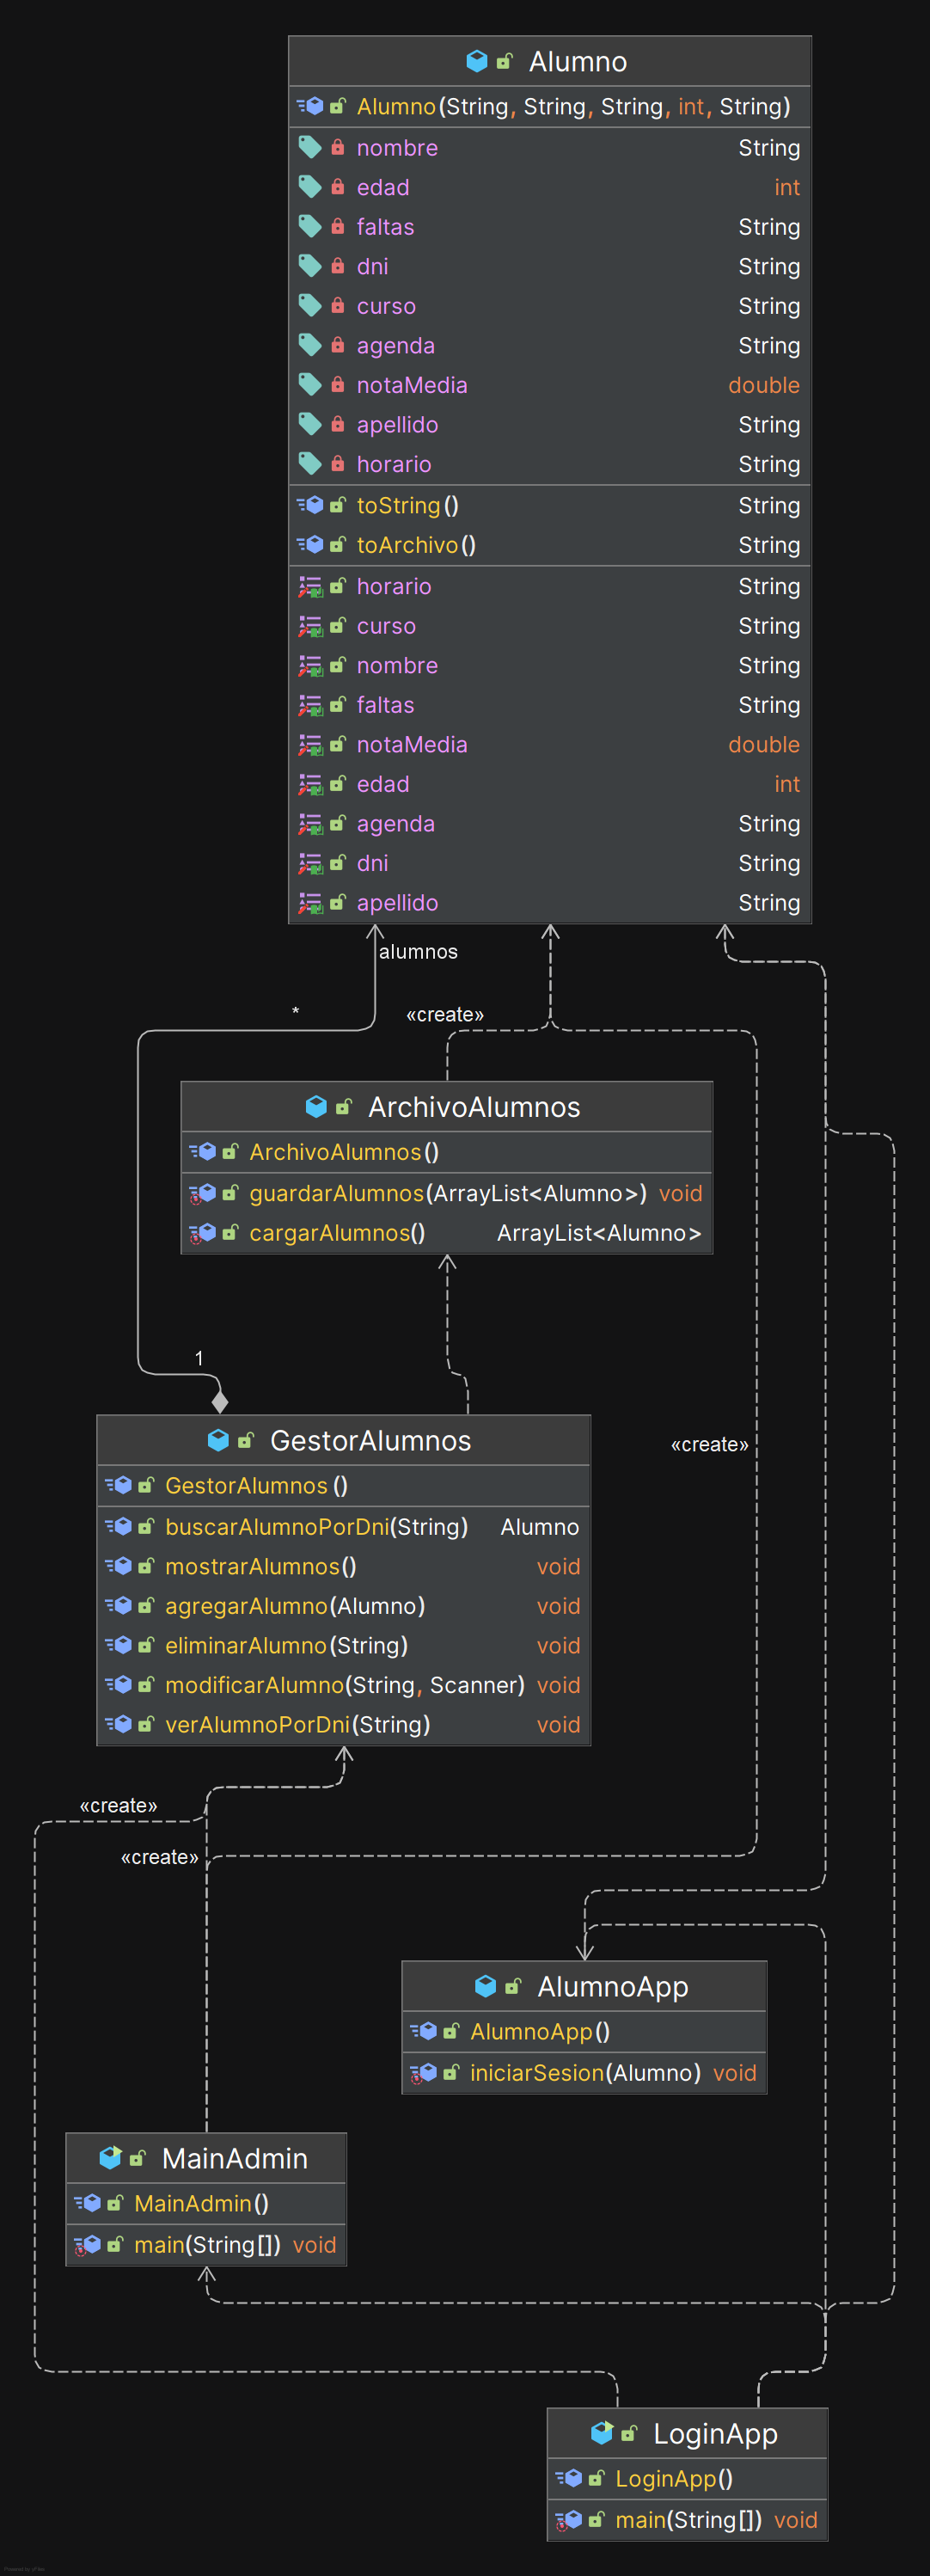 Alumno
Alumno(String, String, String, int, String)
nombre String
edad int
faltas String
dni String
curso String
agenda String
notaMedia double
apellido String
horario String
toString() String
toArchivo() String
horario String
curso String
nombre String
faltas String
notaMedia double
edad int
agenda String
dni String
apellido String
alumnos
*
«create»
ArchivoAlumnos
ArchivoAlumnos()
guardarAlumnos(ArrayList<Alumno>) void
cargarAlumnos() ArrayList<Alumno>
1
GestorAlumnos
«create»
GestorAlumnos()
buscarAlumnoPorDni(String) Alumno
mostrarAlumnos() void
agregarAlumno(Alumno) void
eliminarAlumno(String) void
modificarAlumno(String, Scanner) void
verAlumnoPorDni(String) void
«create»
«create»
AlumnoApp
AlumnoApp()
iniciarSesion(Alumno) void
MainAdmin
MainAdmin()
main(String[]) void
LoginApp
LoginApp()
main(String[]) void
Powered by yFiles